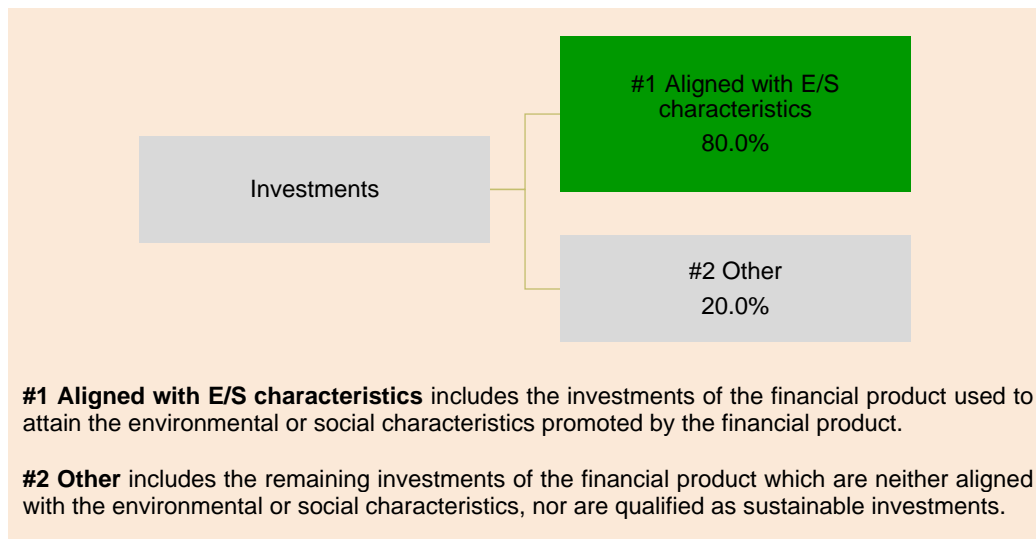 #1 Aligned with E/S
characteristics
80.0%
Investments
#2 Other
20.0%
#1 Aligned with E/S characteristics includes the investments of the financial product used to
attain the environmental or social characteristics promoted by the financial product.
#2 Other includes the remaining investments of the financial product which are neither aligned
with the environmental or social characteristics, nor are qualified as sustainable investments.